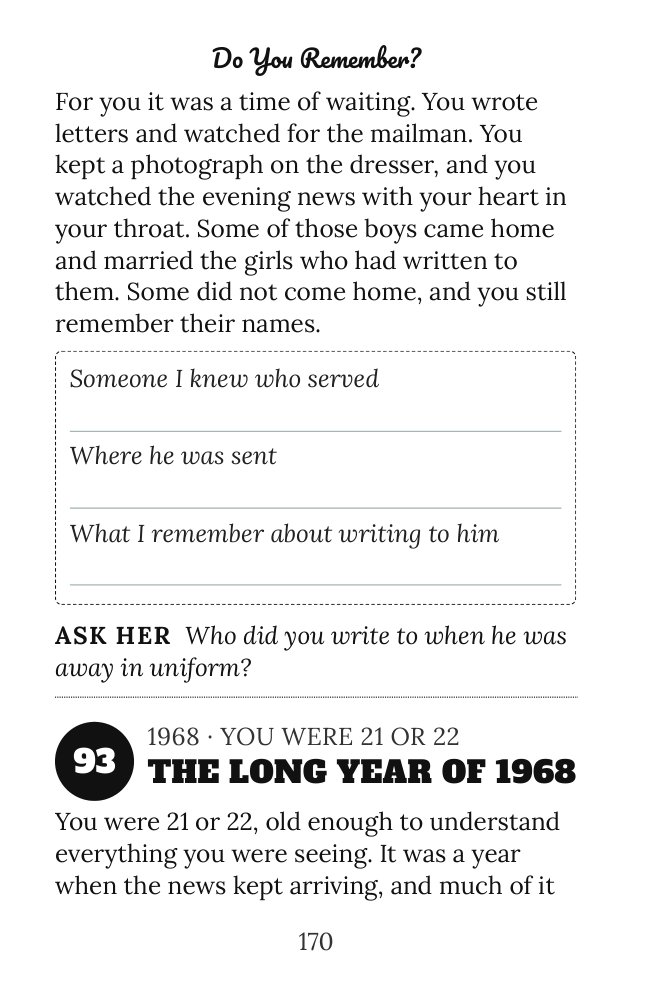 Do You Remember?
For you it was a time of waiting. You wrote
letters and watched for the mailman. You
kept a photograph on the dresser, and you
watched the evening news with your heart in
your throat. Some of those boys came home
and married the girls who had written to
them. Some did not come home, and you still
remember their names.
Someone I knew who served
Where he was sent
What I remember about writing to him
ASK HER Who did you write to when he was
away in uniform?
93
1968 · YOU WERE 21 OR 22
THE LONG YEAR OF 1968
You were 21 or 22, old enough to understand
everything you were seeing. It was a year
when the news kept arriving, and much of it
170